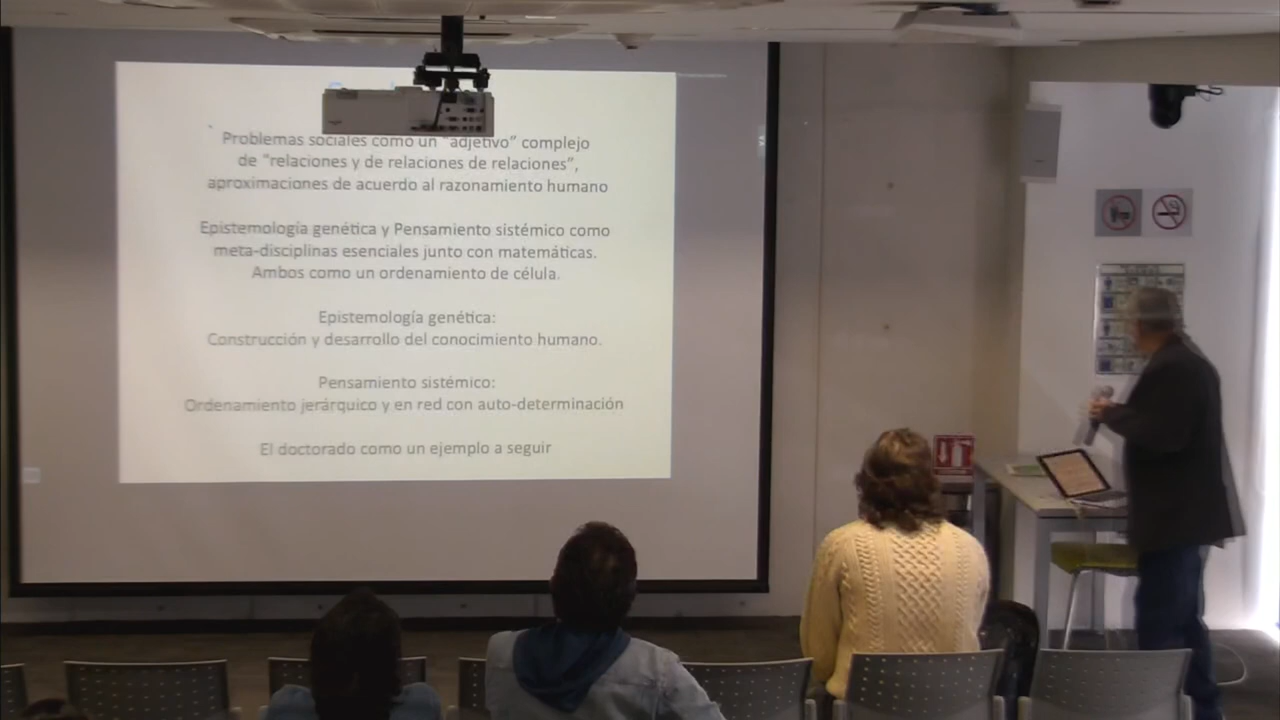 Problemas sociales como un "adjetivo" complejo
de "relaciones y de relaciones de relaciones",
aproximaciones de acuerdo al razonamiento humano
Epistemología genética y Pensamiento sistémico como
meta-disciplinas esenciales junto con matemáticas.
Ambos como un ordenamiento de célula.
Epistemología genética:
Construcción y desarrollo del conocimiento humano.
Pensamiento sistémico:
Ordenamiento jerárquico y en red con auto-determinación
El doctorado como un ejemplo a seguir